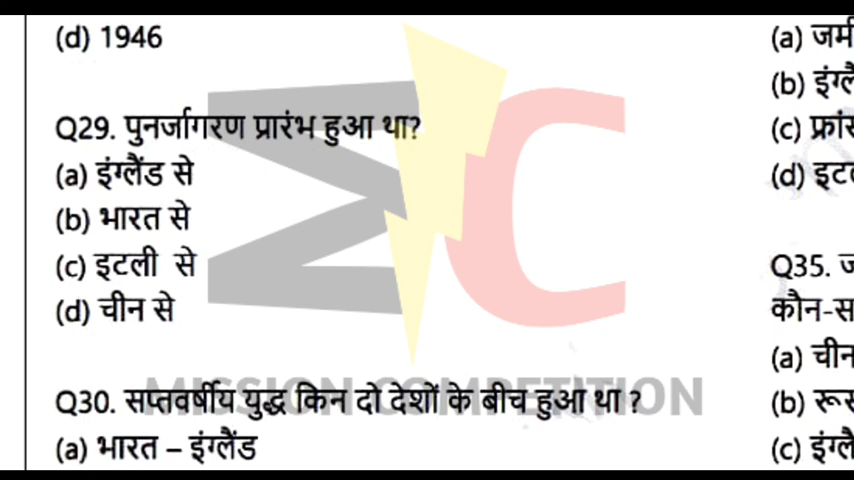 (d) 1946
Q29. पुनर्जागरण प्रारंभ हुआ था?
(a) इंग्लैंड से
(b) भारत से
(c) इटली से
(d) चीन से
MISSION COMPETITION
Q30. सप्तवर्षीय युद्ध किन दो देशों के बीच हुआ था ?
(a) भारत – इंग्लैंड
(a)
(b)
(c)
(d)
Q35.
कौन-स
(a) चीन
(b) रूस
(c)